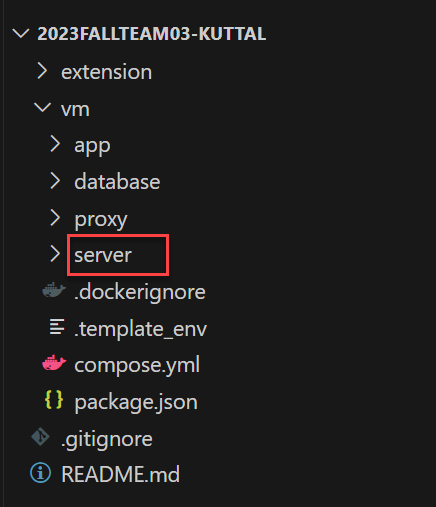 2023FALLTEAM03-KUTTAL
extension
vm
app
database
proxy
server
.dockerignore
.template_env
compose.yml
package.json
.gitignore
README.md